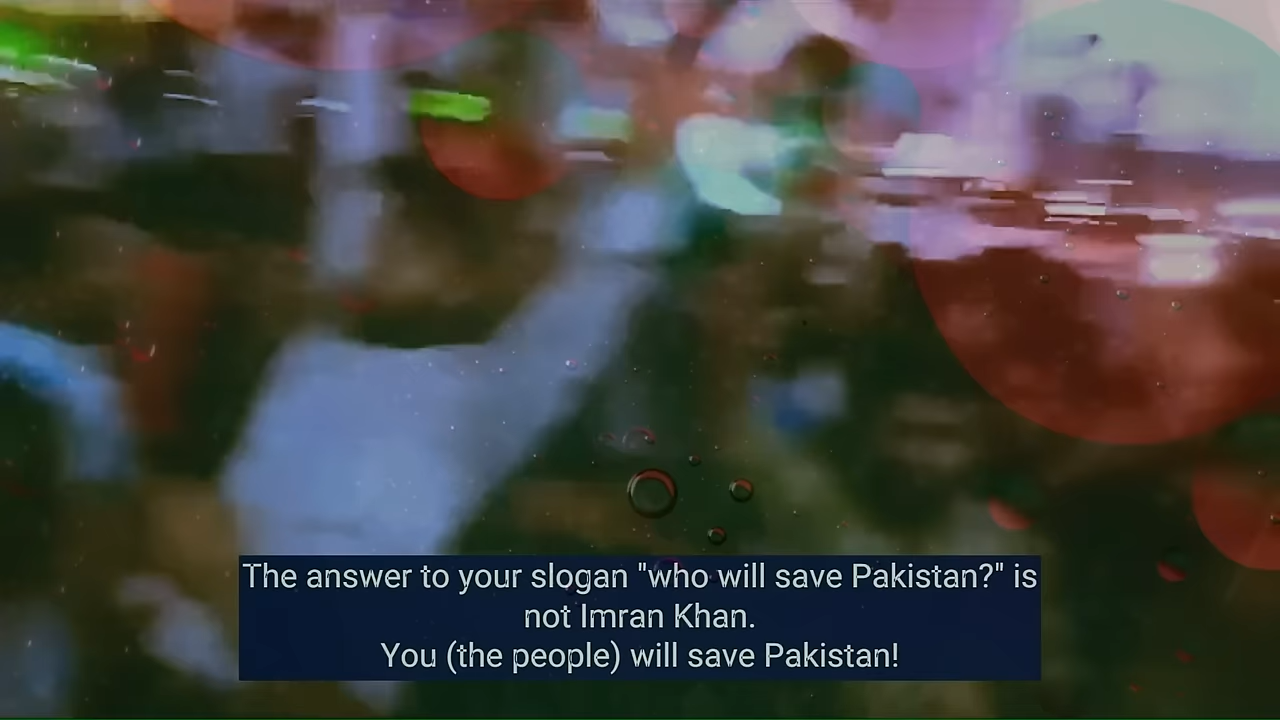 The answer to your slogan "who will save Pakistan?" is
not Imran Khan.
You (the people) will save Pakistan!